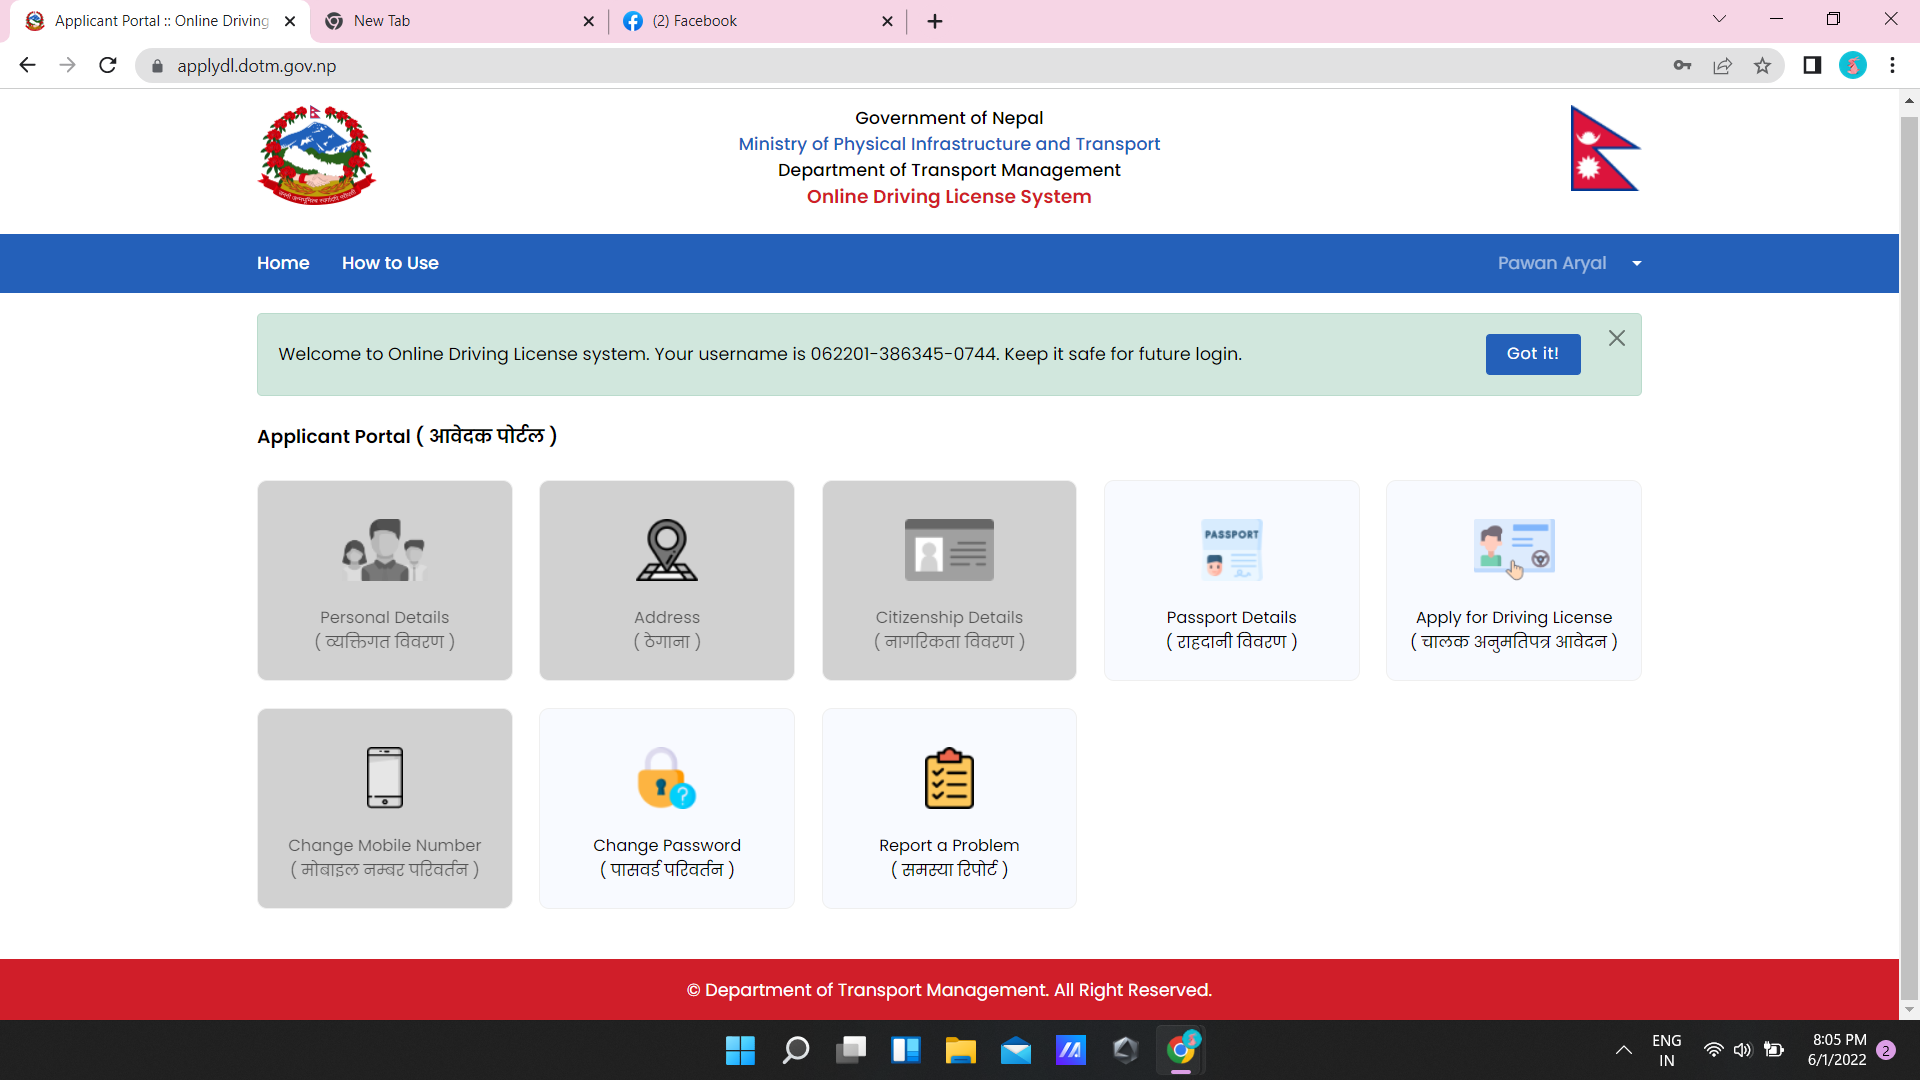 Applicant Portal :: Online Driving
New Tab
(2) Facebook
applydl.dotm.gov.np
Government of Nepal
Ministry of Physical Infrastructure and Transport
Department of Transport Management
Online Driving License System
Home
How to Use
Pawan Aryal
Welcome to Online Driving License system. Your username is 062201-386345-0744. Keep it safe for future login.
Got it!
Applicant Portal ( आवेदक पोर्टल )
Personal Details
( व्यक्तिगत विवरण )
Address
( ठेगाना )
Citizenship Details
( नागरिकता विवरण )
PASSPORT
Passport Details
( राहदानी विवरण )
Apply for Driving License
( चालक अनुमतिपत्र आवेदन )
Change Mobile Number
( मोबाइल नम्बर परिवर्तन )
?
Change Password
( पासवर्ड परिवर्तन )
Report a Problem
( समस्या रिपोर्ट )
© Department of Transport Management. All Right Reserved.
ENG
IN
8:05 PM
6/1/2022
2